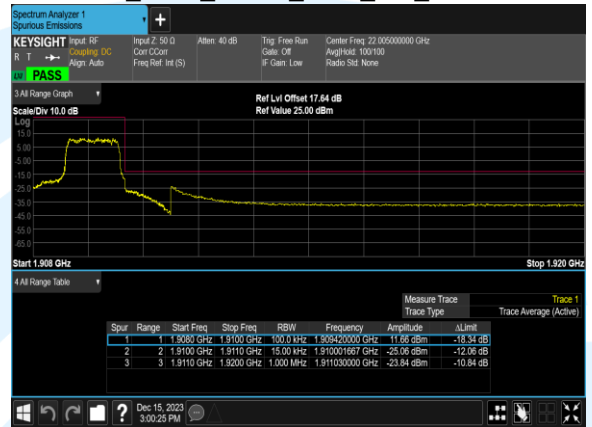 Spectrum Analyzer 1
Spurious Emissions
KEYSIGHT Input: RF Input Z: 50 Ω Atten: 40 dB Trig: Free Run Center Freq: 22.005000000 GHz
R T Coupling: DC Corr CCorr Gate: Off Avg|Hold: 100/100
Align: Auto Freq Ref: Int (S) IF Gain: Low Radio Std: None
PASS
3 All Range Graph
Ref Lvl Offset 17.64 dB
Scale/Div 10.0 dB Ref Value 25.00 dBm
Log
15.0
5.00
-5.00
-15.0
-25.0
-35.0
-45.0
-55.0
-65.0
Start 1.908 GHz Stop 1.920 GHz
4 All Range Table
Measure Trace Trace 1
Trace Type Trace Average (Active)
Spur Range Start Freq Stop Freq RBW Frequency Amplitude ΔLimit
1 1 1.9080 GHz 1.9100 GHz 100.0 kHz 1.909420000 GHz 11.66 dBm -18.34 dB
2 2 1.9100 GHz 1.9110 GHz 15.00 kHz 1.910001667 GHz -25.06 dBm -12.06 dB
3 3 1.9110 GHz 1.9200 GHz 1.000 MHz 1.911030000 GHz -23.84 dBm -10.84 dB
Dec 15, 2023
3:00:25 PM